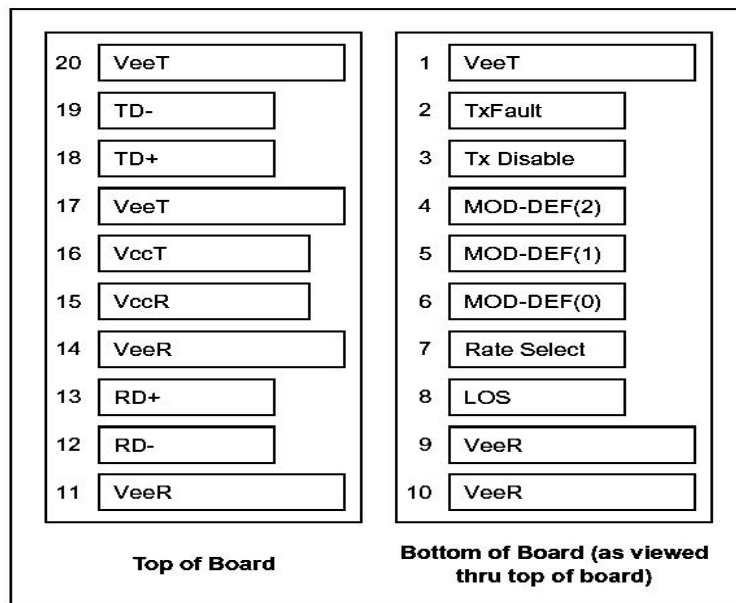 20 VeeT
19 TD-
18 TD+
17 VeeT
16 VccT
15 VccR
14 VeeR
13 RD+
12 RD-
11 VeeR
Top of Board
1 VeeT
2 TxFault
3 Tx Disable
4 MOD-DEF(2)
5 MOD-DEF(1)
6 MOD-DEF(0)
7 Rate Select
8 LOS
9 VeeR
10 VeeR
Bottom of Board (as viewed
thru top of board)